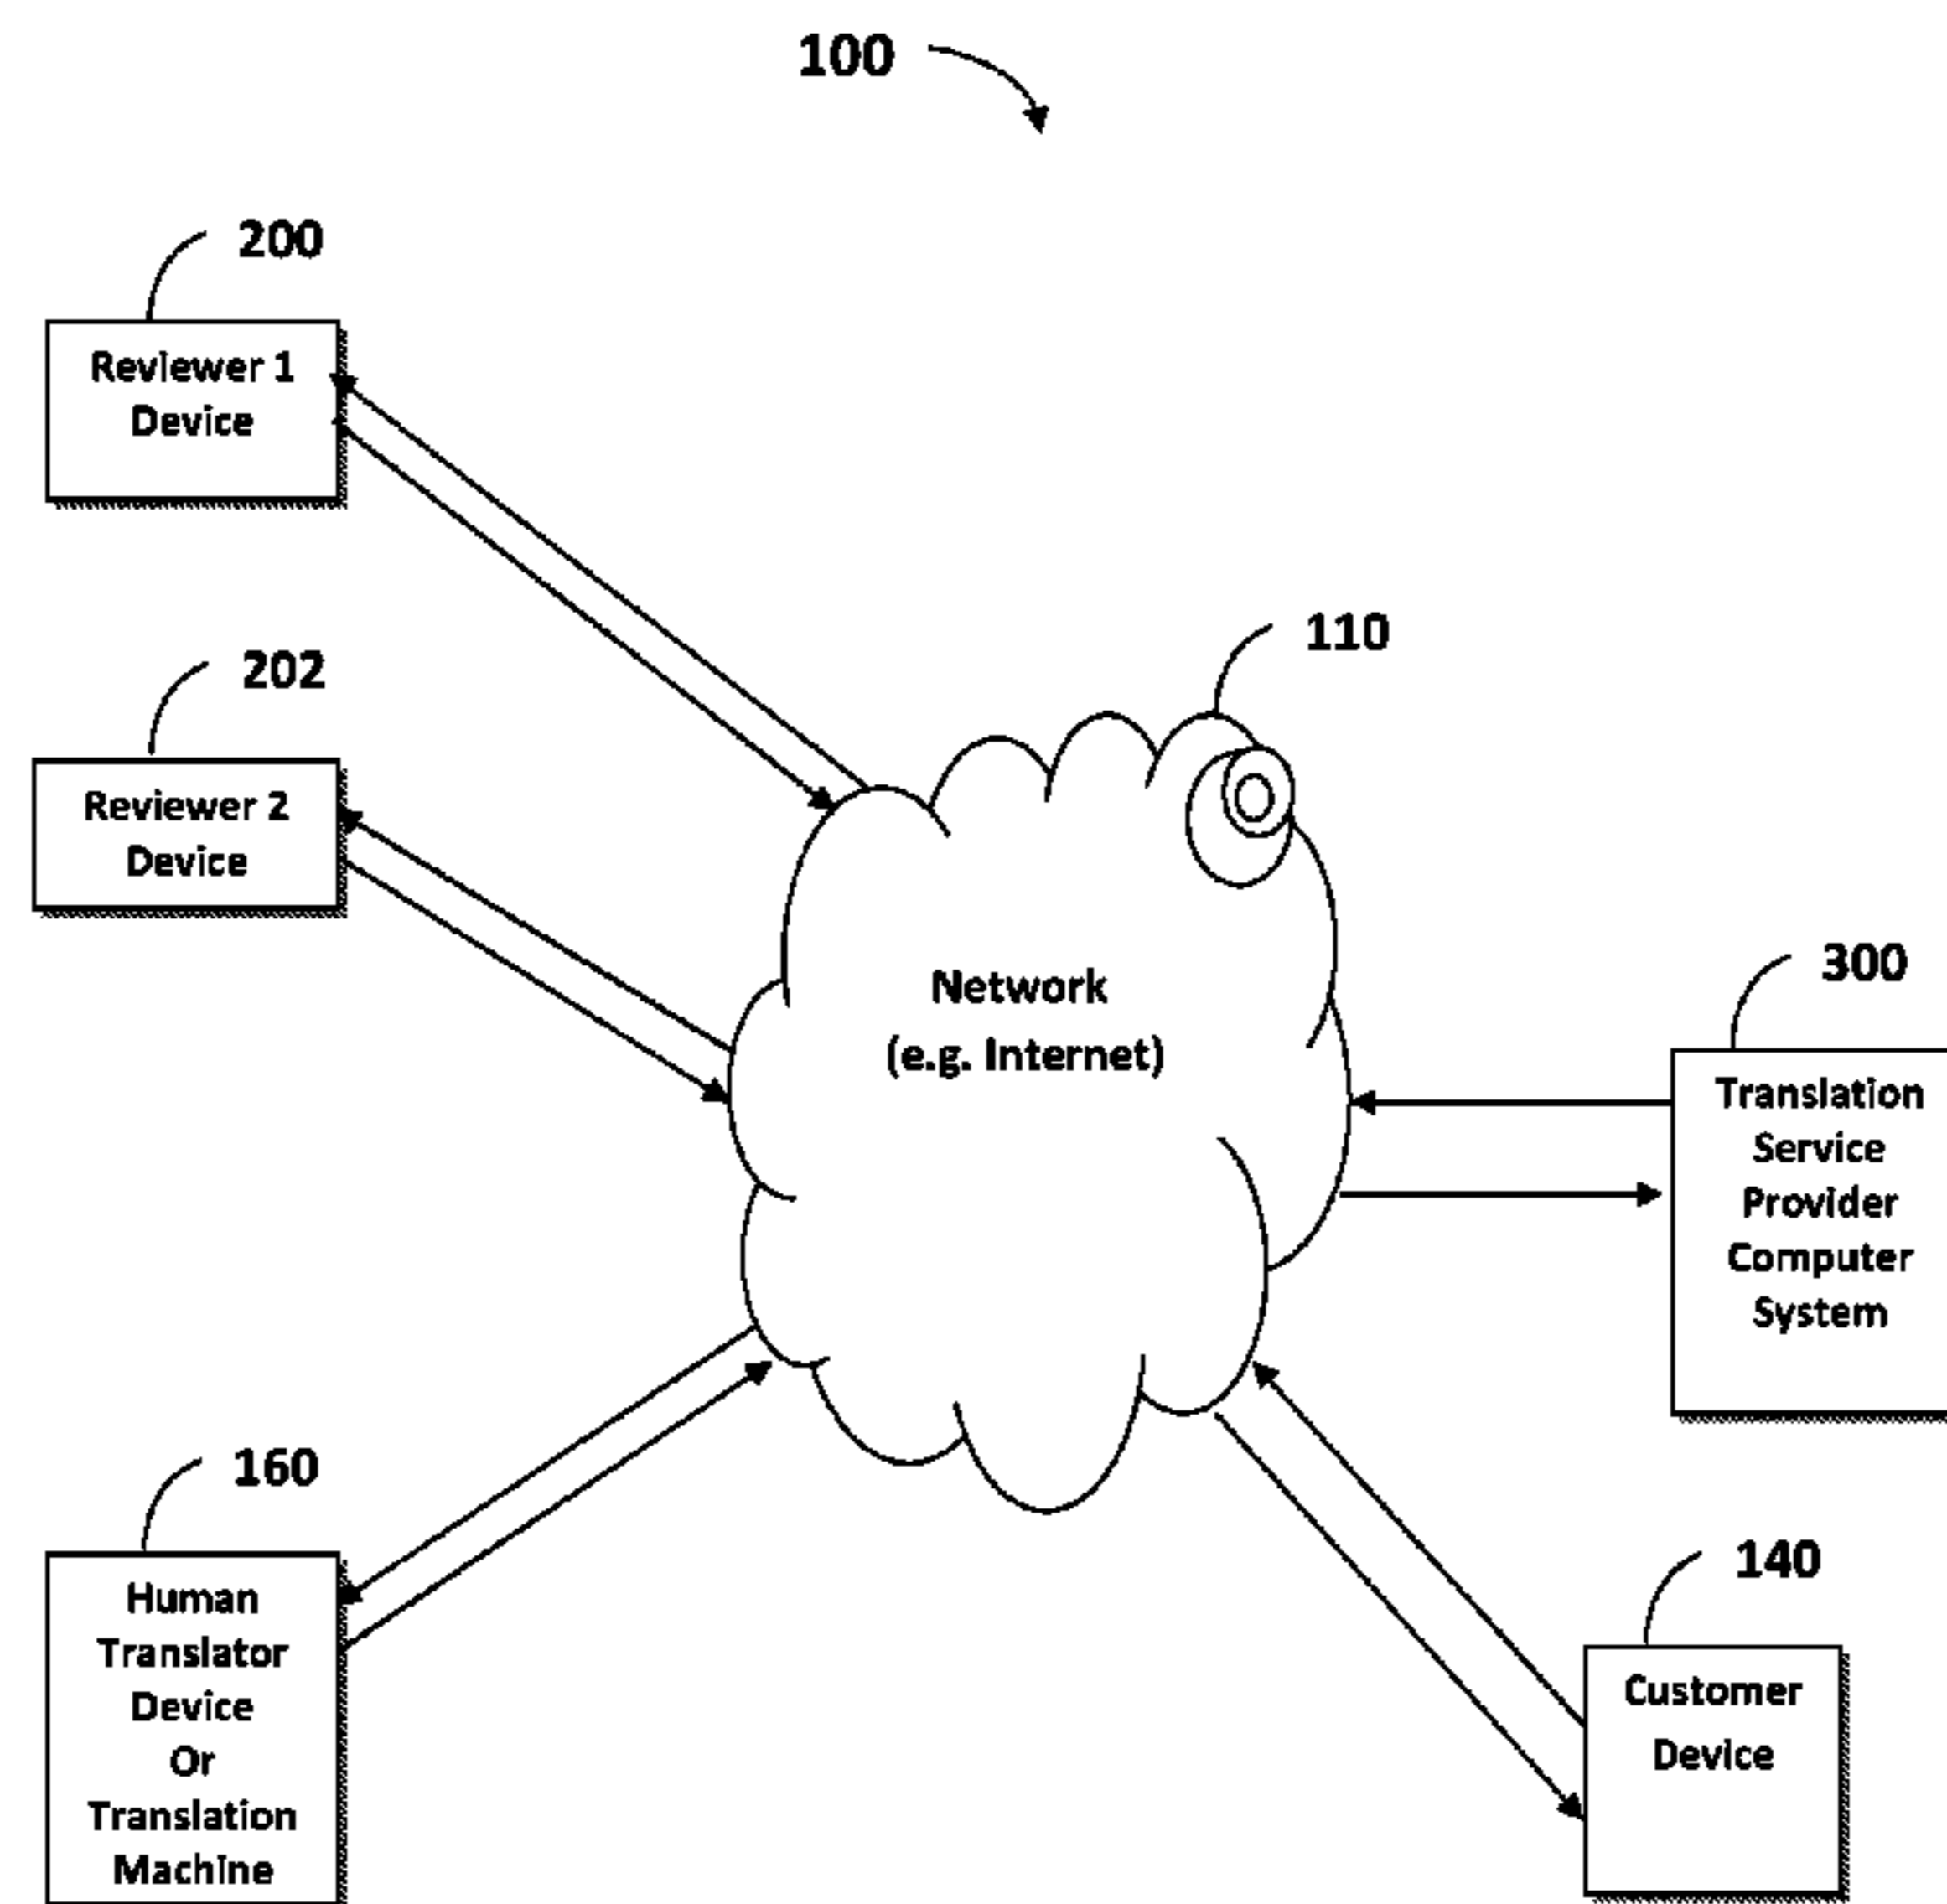 100
200
Reviewer 1
Device
202
Reviewer 2
Device
110
Network
(e.g. Internet)
300
Translation
Service
Provider
Computer
System
160
Human
Translator
Device
Or
Translation
Machine
140
Customer
Device